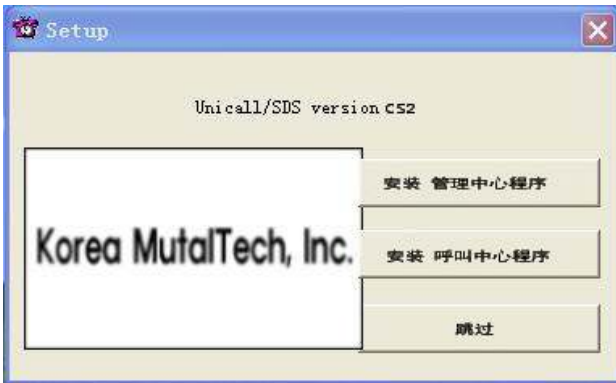 Setup
Unicall/SDS version CS2
Korea MutalTech, Inc.
安装 管理中心程序
安装 呼叫中心程序
跳过